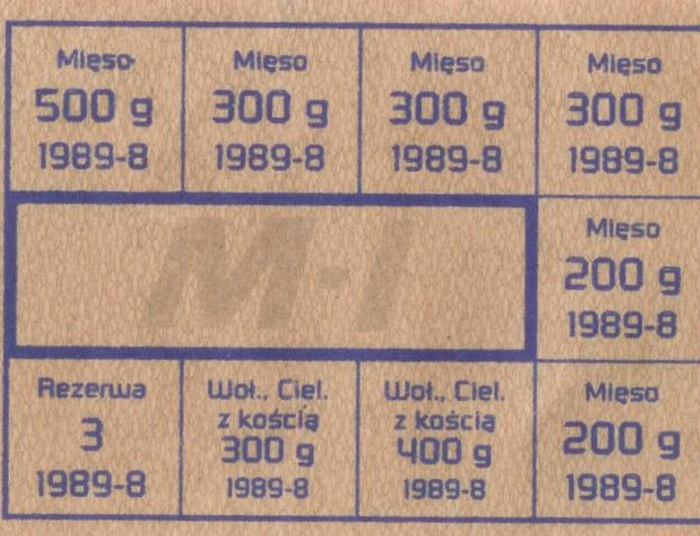 Mięso
500 g
1989-8
Mięso
300 g
1989-8
Mięso
300 g
1989-8
Mięso
300 g
1989-8
M-I
Mięso
200 g
1989-8
Rezerwa
3
1989-8
Woł., Ciel.
z kością
300 g
1989-8
Woł., Ciel.
z kością
400 g
1989-8
Mięso
200 g
1989-8